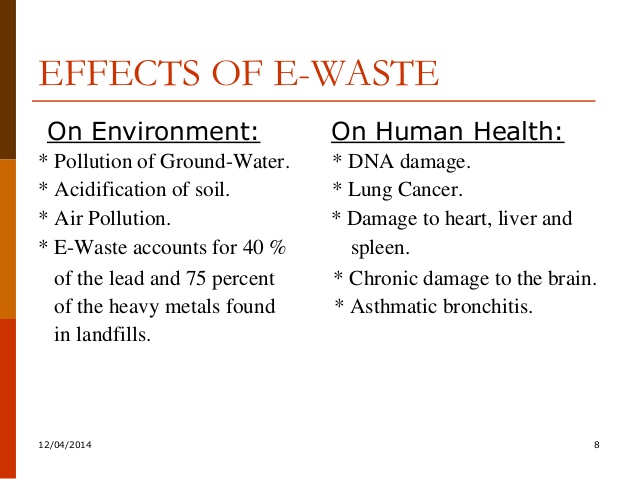 EFFECTS OF E-WASTE
On Environment:
* Pollution of Ground-Water.
* Acidification of soil.
* Air Pollution.
* E-Waste accounts for 40 %
of the lead and 75 percent
of the heavy metals found
in landfills.
On Human Health:
* DNA damage.
* Lung Cancer.
* Damage to heart, liver and
spleen.
* Chronic damage to the brain.
* Asthmatic bronchitis.
12/04/2014
8